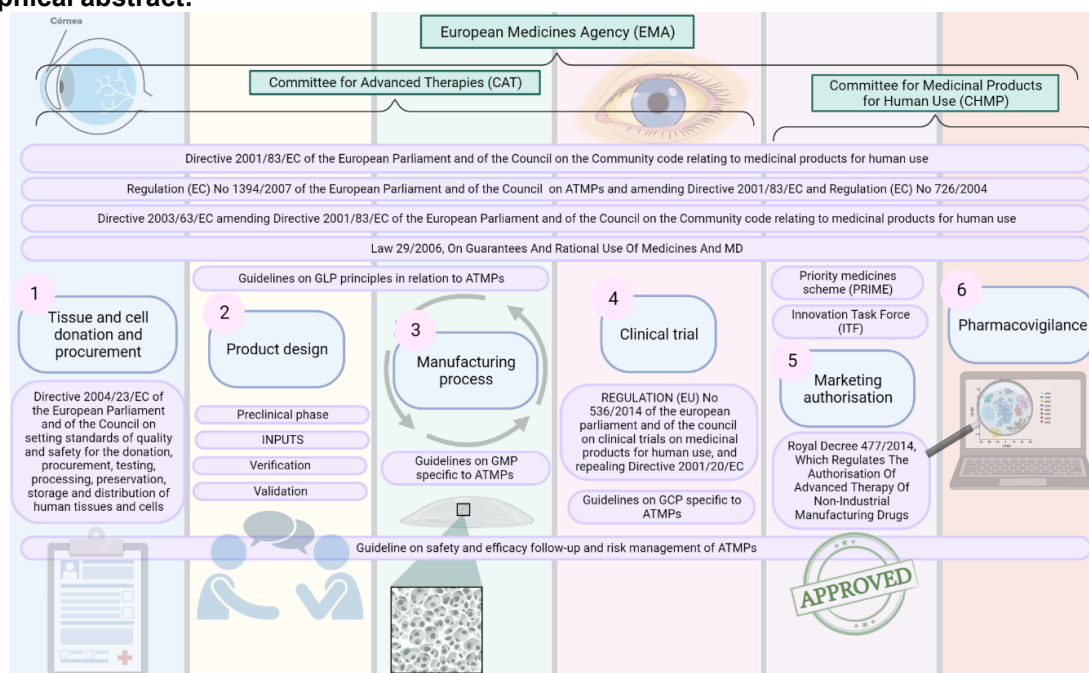 phical abstract:
Córnea
European Medicines Agency (EMA)
Committee for Advanced Therapies (CAT)
Committee for Medicinal Products
for Human Use (CHMP)
Directive 2001/83/EC of the European Parliament and of the Council on the Community code relating to medicinal products for human use
Regulation (EC) No 1394/2007 of the European Parliament and of the Council on ATMPs and amending Directive 2001/83/EC and Regulation (EC) No 726/2004
Directive 2003/63/EC amending Directive 2001/83/EC of the European Parliament and of the Council on the Community code relating to medicinal products for human use
Law 29/2006, On Guarantees And Rational Use Of Medicines And MD
Guidelines on GLP principles in relation to ATMPs
1
Tissue and cell
donation and
procurement
Directive 2004/23/EC of
the European Parliament
and of the Council on
setting standards of quality
and safety for the donation,
procurement, testing,
processing, preservation,
storage and distribution of
human tissues and cells
2
Product design
Preclinical phase
INPUTS
Verification
Validation
3
Manufacturing
process
Guidelines on GMP
specific to ATMPs
4
Clinical trial
REGULATION (EU) No
536/2014 of the european
parliament and of the council
on clinical trials on medicinal
products for human use, and
repealing Directive 2001/20/EC
Guidelines on GCP specific to
ATMPs
Priority medicines
scheme (PRIME)
Innovation Task Force
(ITF)
5
Marketing
authorisation
Royal Decree 477/2014,
Which Regulates The
Authorisation Of
Advanced Therapy Of
Non-Industrial
Manufacturing Drugs
6
Pharmacovigilance
Guideline on safety and efficacy follow-up and risk management of ATMPs
APPROVED